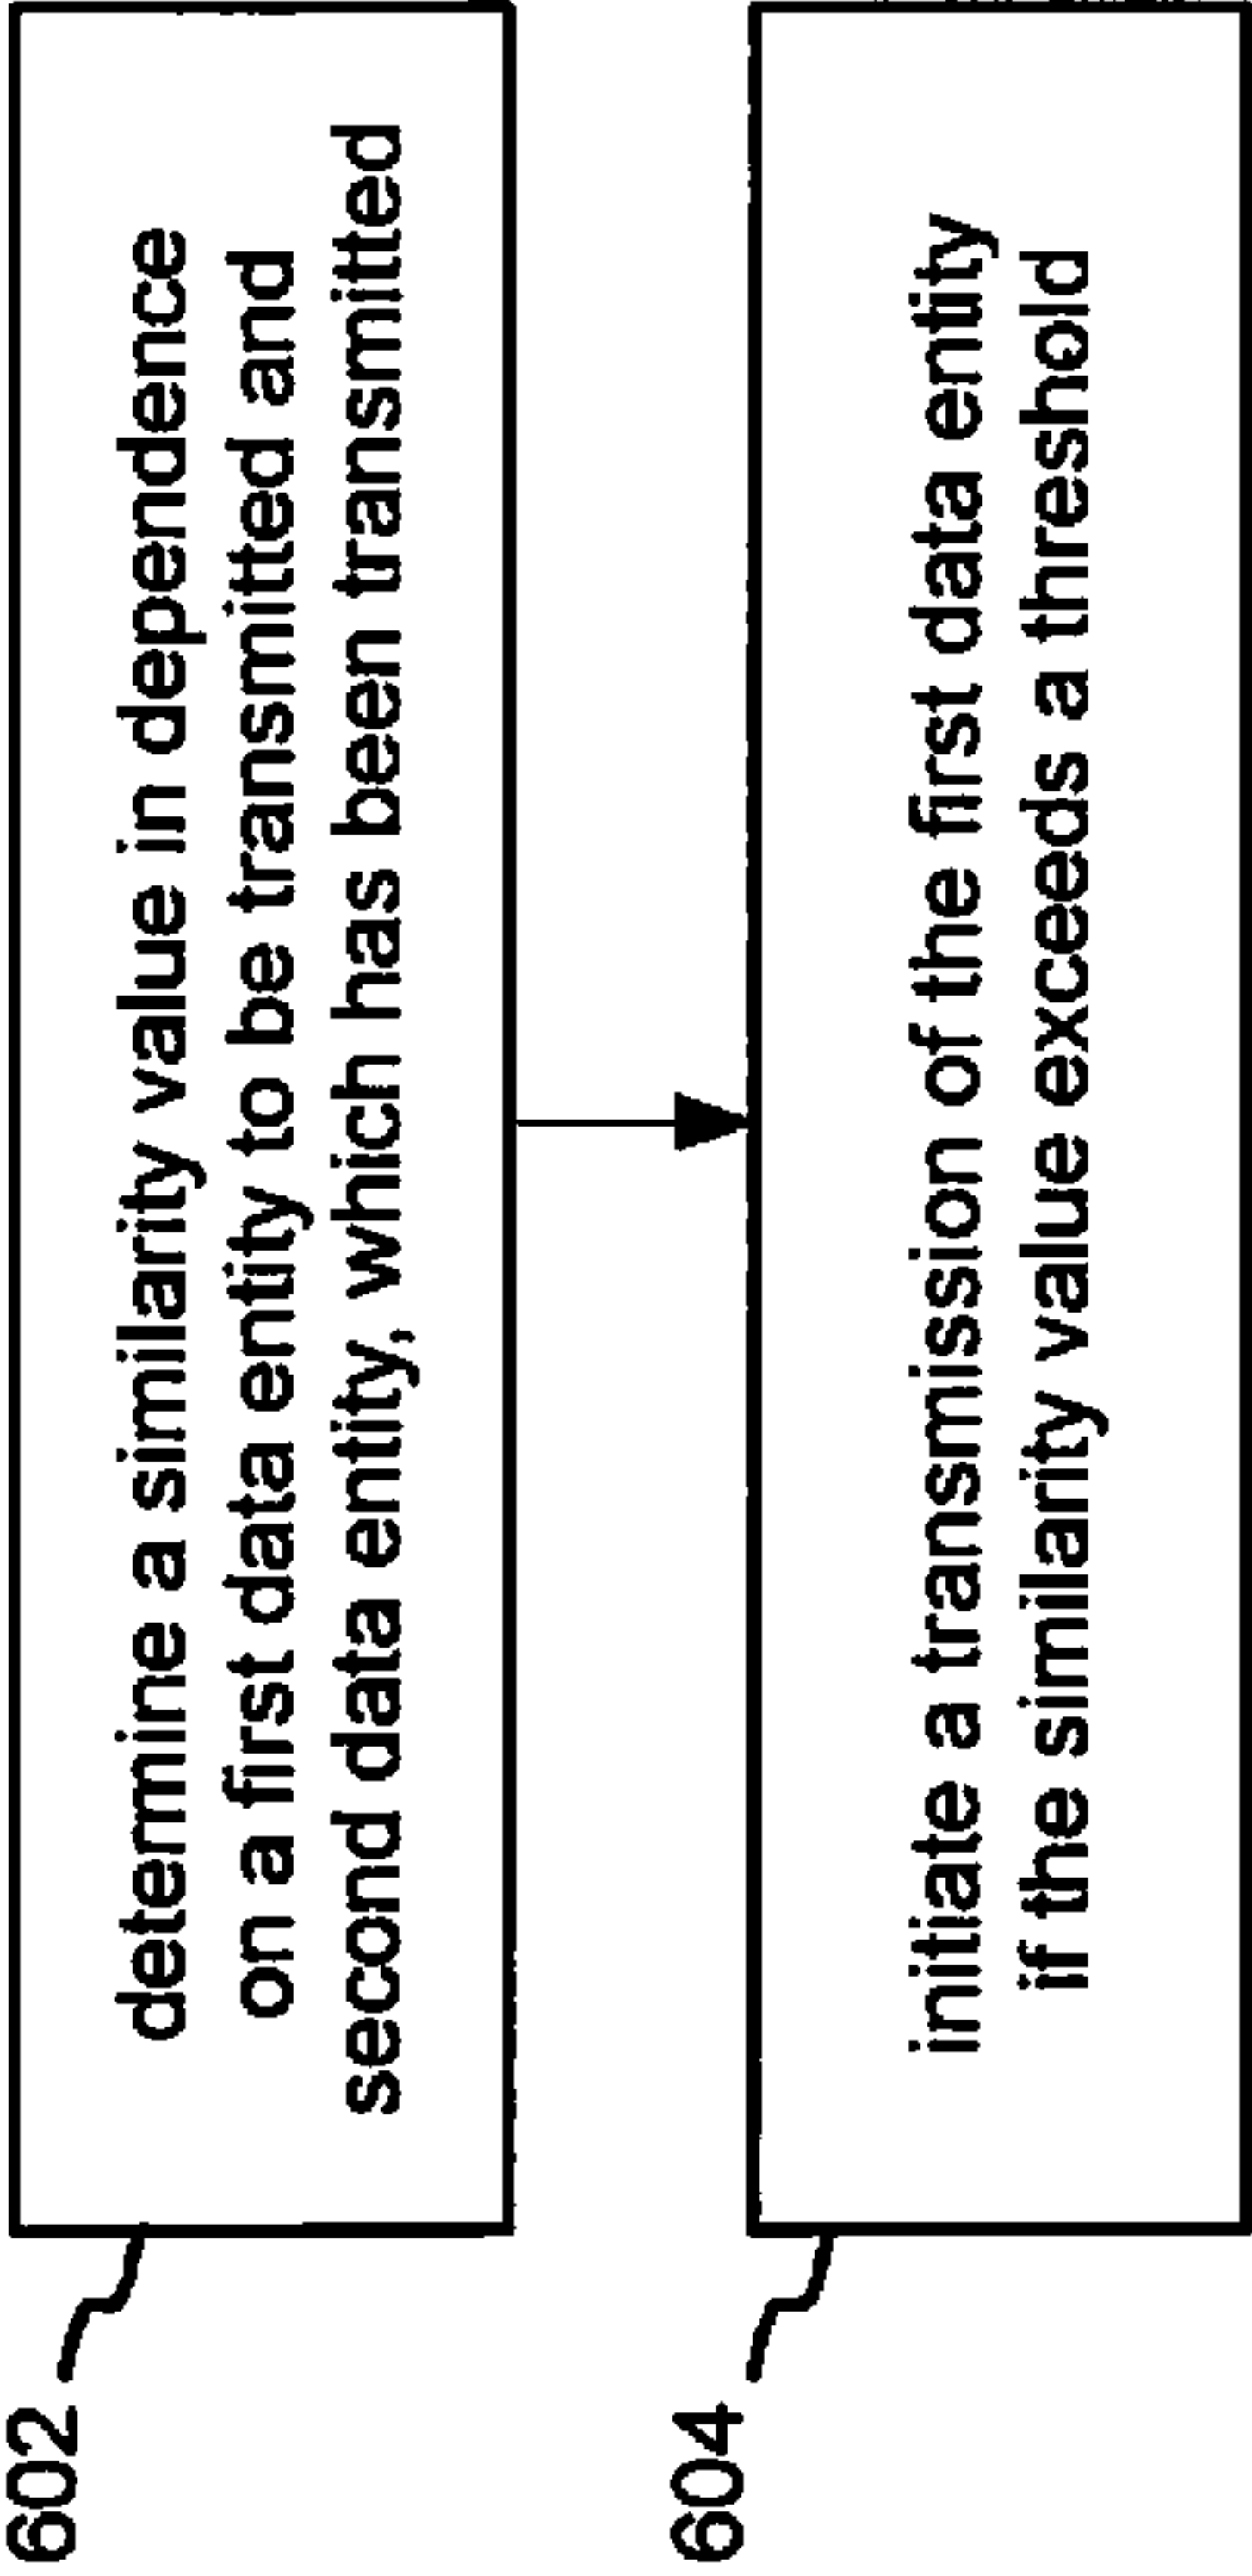 602
determine a similarity value in dependence
on a first data entity to be transmitted and
second data entity, which has been transmitted
604
initiate a transmission of the first data entity
if the similarity value exceeds a threshold